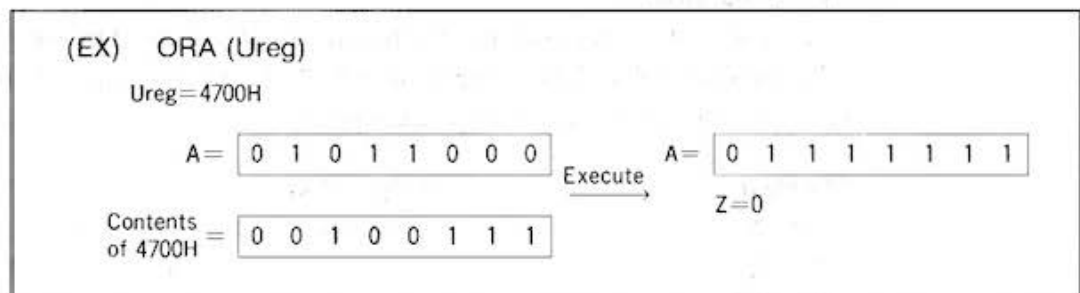 (EX) ORA (Ureg)
Ureg=4700H
A= 0 1 0 1 1 0 0 0 Execute A= 0 1 1 1 1 1 1 1
Z=0
Contents of 4700H = 0 0 1 0 0 1 1 1